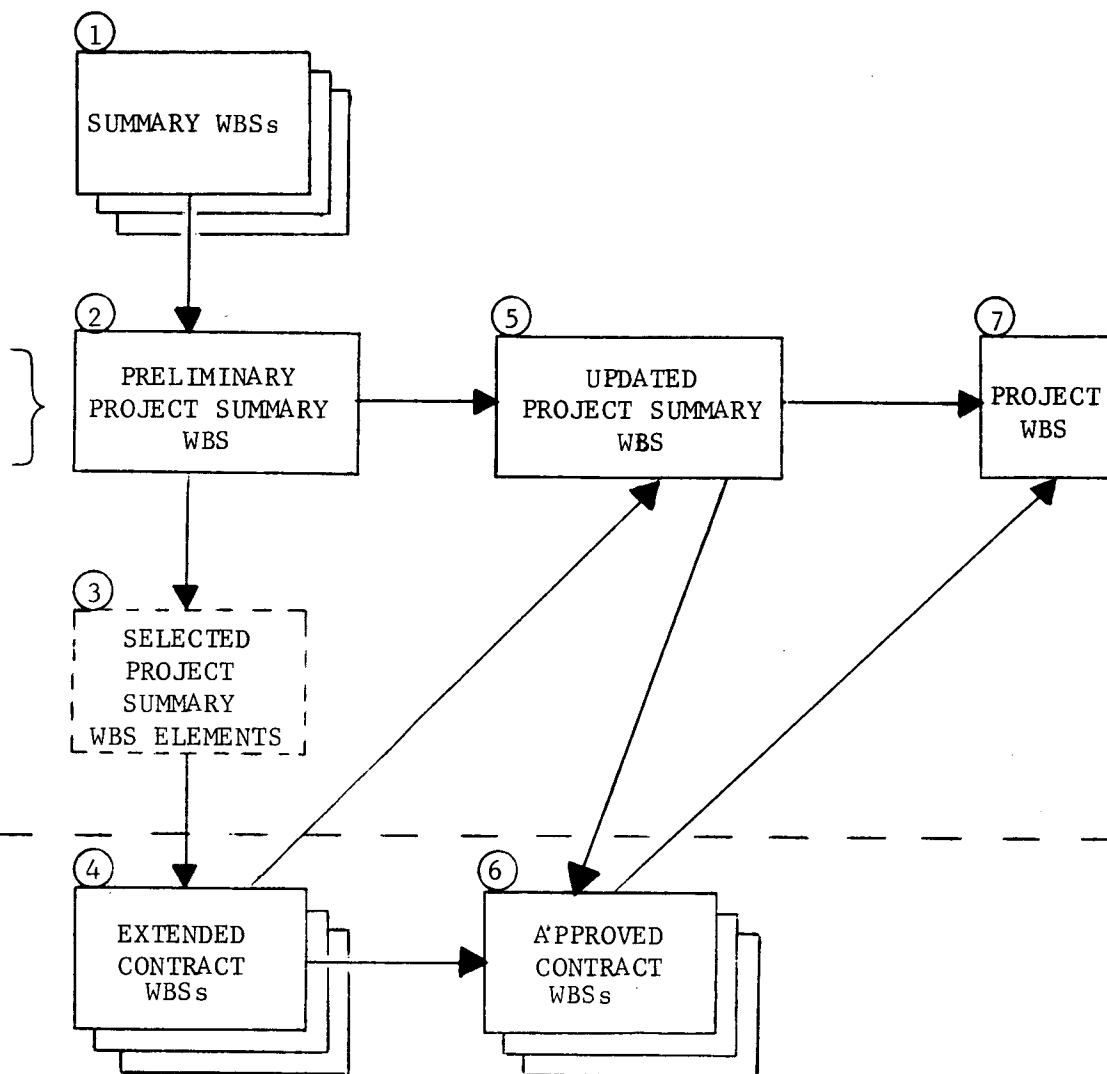 1
SUMMARY WBSs
2
PRELIMINARY
PROJECT SUMMARY
WBS
5
UPDATED
PROJECT SUMMARY
WBS
7
PROJECT
WBS
3
SELECTED
PROJECT
SUMMARY
WBS ELEMENTS
4
EXTENDED
CONTRACT
WBSs
6
APPROVED
CONTRACT
WBSs